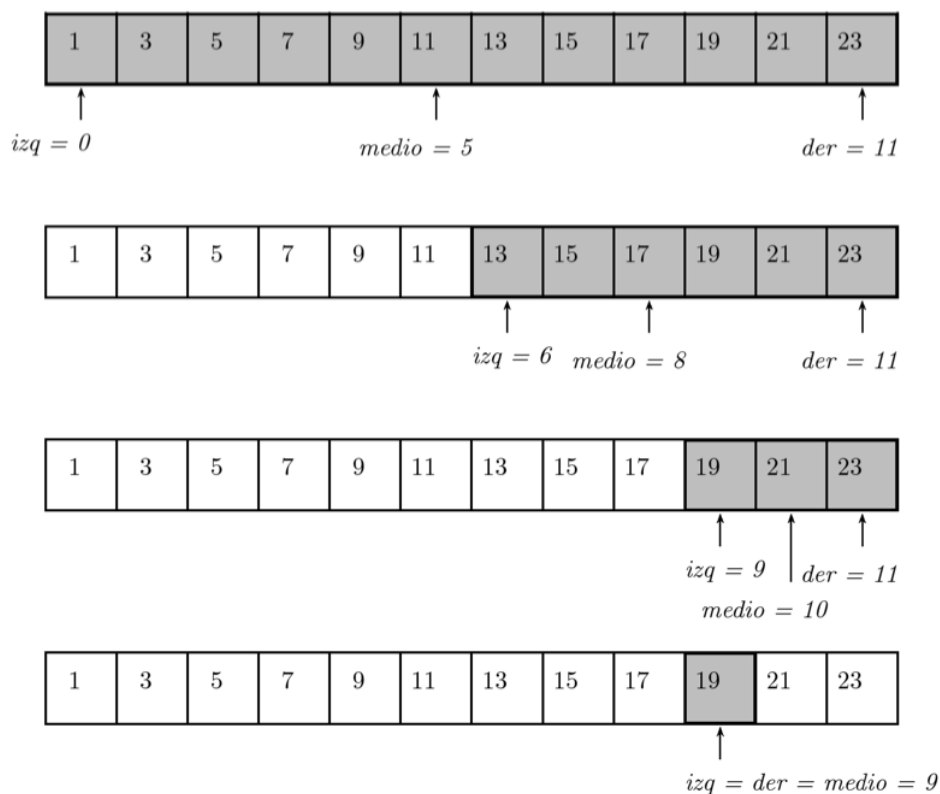 1 3 5 7 9 11 13 15 17 19 21 23
izq = 0 medio = 5 der = 11
1 3 5 7 9 11 13 15 17 19 21 23
izq = 6 medio = 8 der = 11
1 3 5 7 9 11 13 15 17 19 21 23
izq = 9 der = 11
medio = 10
1 3 5 7 9 11 13 15 17 19 21 23
izq = der = medio = 9